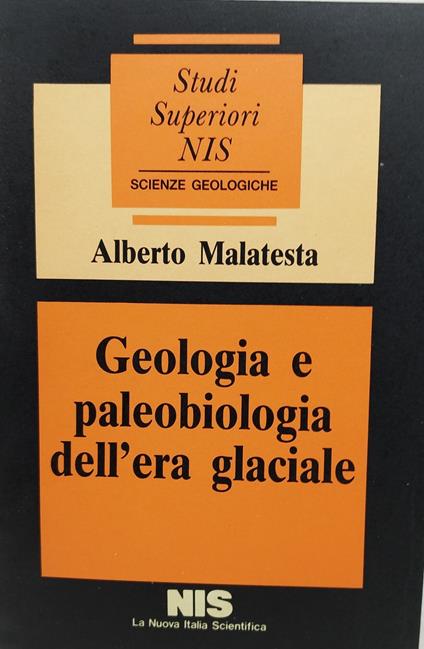 Studi
Superiori
NIS
SCIENZE GEOLOGICHE
Alberto Malatesta
Geologia e
paleobiologia
dell'era glaciale
NIS
La Nuova Italia Scientifica